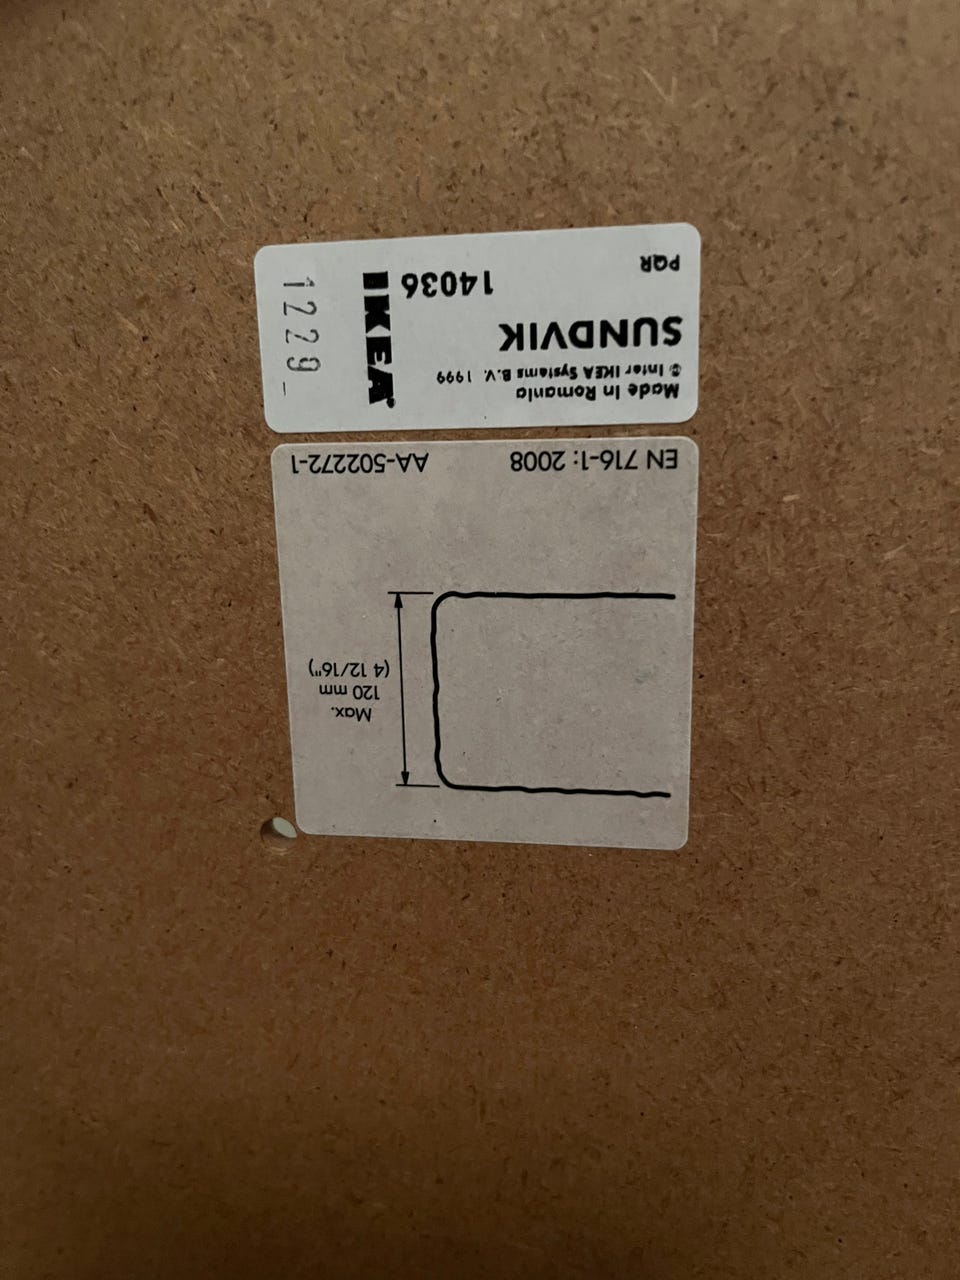 Made in Romania
© Inter IKEA Systems B.V. 1999
SUNDVIK
14036
PQR
IKEA®
1229
EN 716-1: 2008 AA-502272-1
Max.
120 mm
(4 12/16")